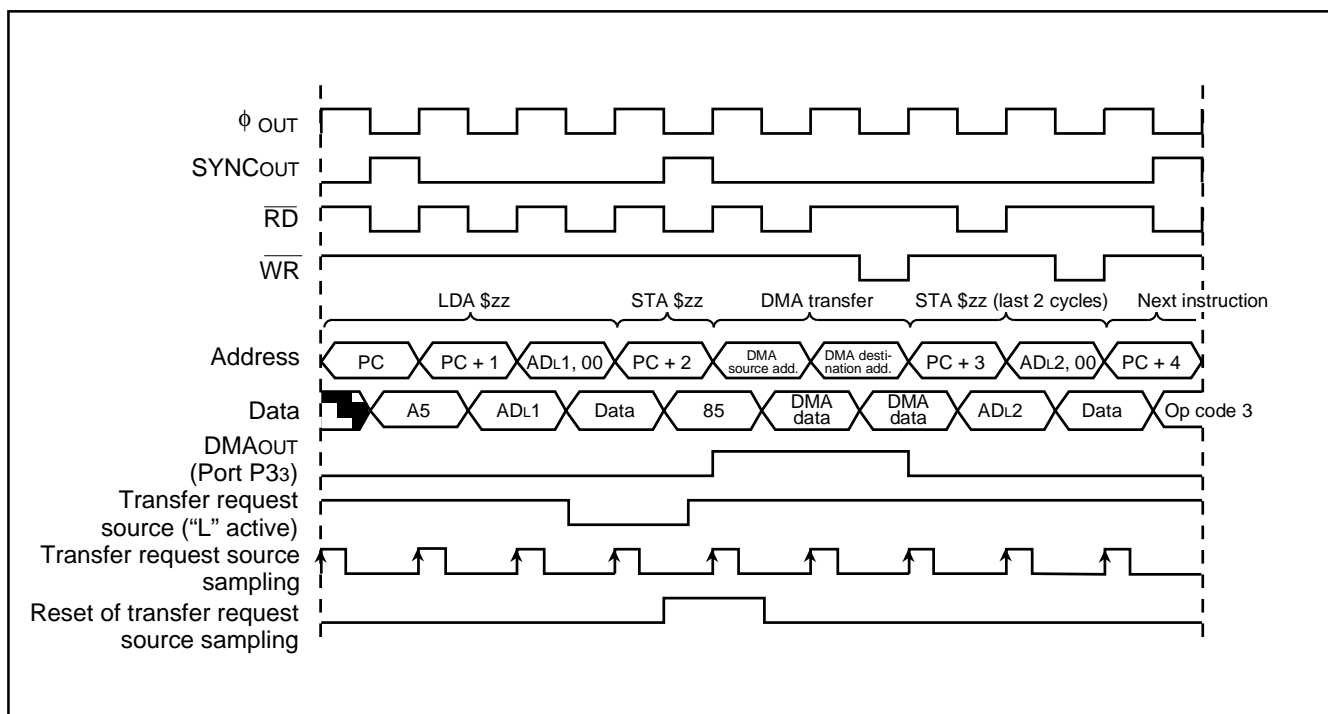 ϕ OUT
SYNCOUT
RD
WR
LDA $zz STA $zz DMA transfer STA $zz (last 2 cycles) Next instruction
Address PC PC + 1 ADL1, 00 PC + 2 DMA source add. DMA desti-nation add. PC + 3 ADL2, 00 PC + 4
Data A5 ADL1 Data 85 DMA data DMA data ADL2 Data Op code 3
DMAOUT
(Port P33)
Transfer request
source (“L” active)
Transfer request source
sampling
Reset of transfer request
source sampling